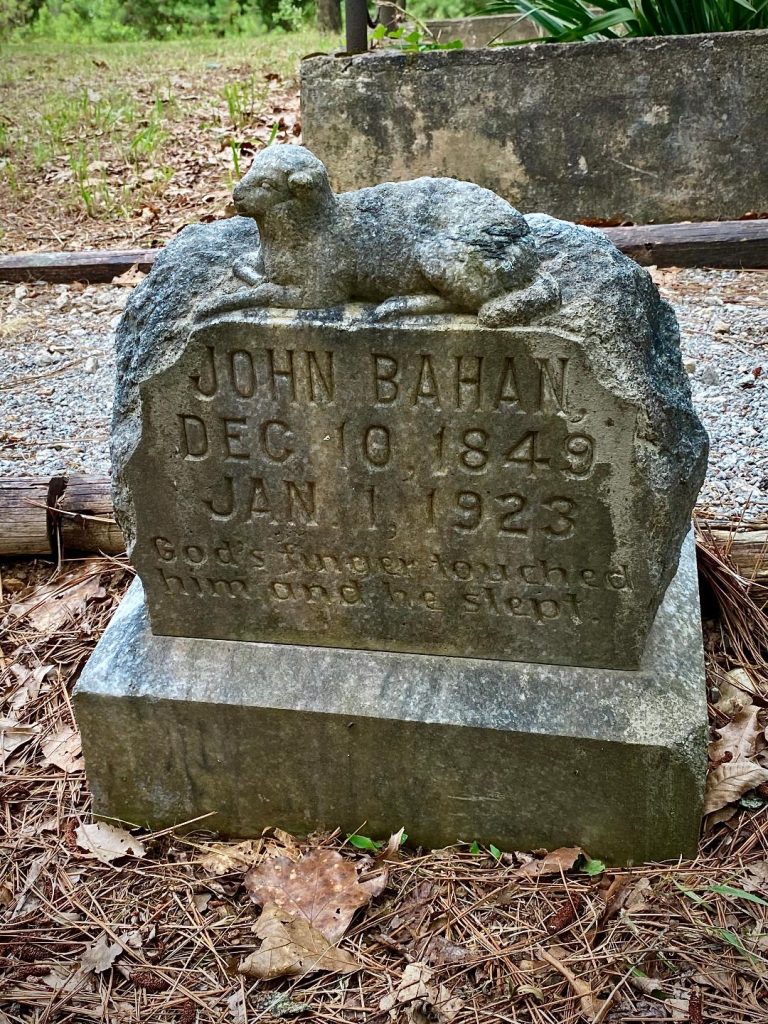 JOHN BAHAN,
DEC. 10, 1849
JAN. 1, 1923
God's finger touched
him and he slept.